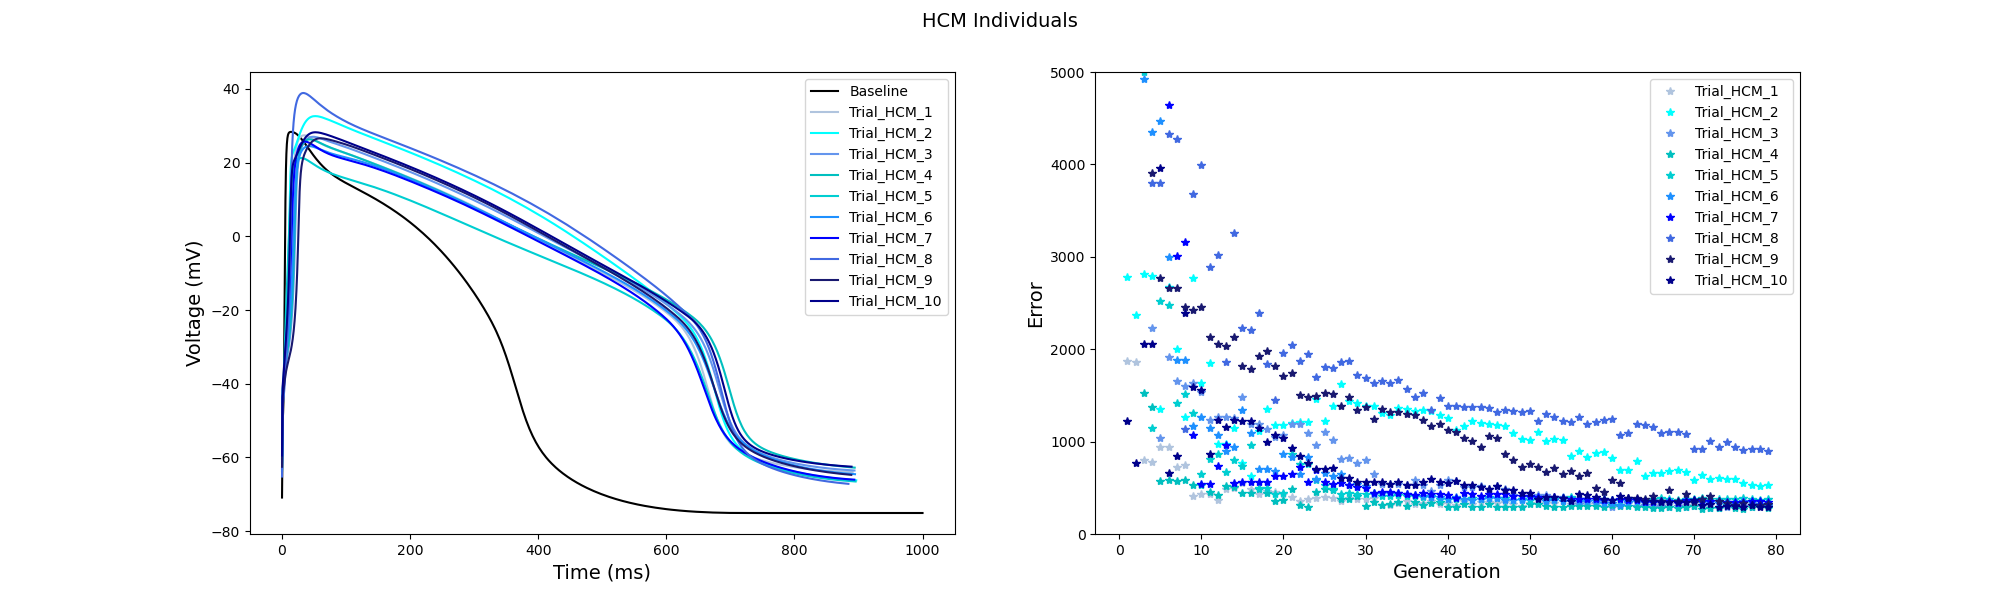 HCM Individuals
Voltage (mV)
40
20
0
−20
−40
−60
−80
0 200 400 600 800 1000
Time (ms)
Baseline
Trial_HCM_1
Trial_HCM_2
Trial_HCM_3
Trial_HCM_4
Trial_HCM_5
Trial_HCM_6
Trial_HCM_7
Trial_HCM_8
Trial_HCM_9
Trial_HCM_10
Error
5000
4000
3000
2000
1000
0
0 10 20 30 40 50 60 70 80
Generation
Trial_HCM_1
Trial_HCM_2
Trial_HCM_3
Trial_HCM_4
Trial_HCM_5
Trial_HCM_6
Trial_HCM_7
Trial_HCM_8
Trial_HCM_9
Trial_HCM_10